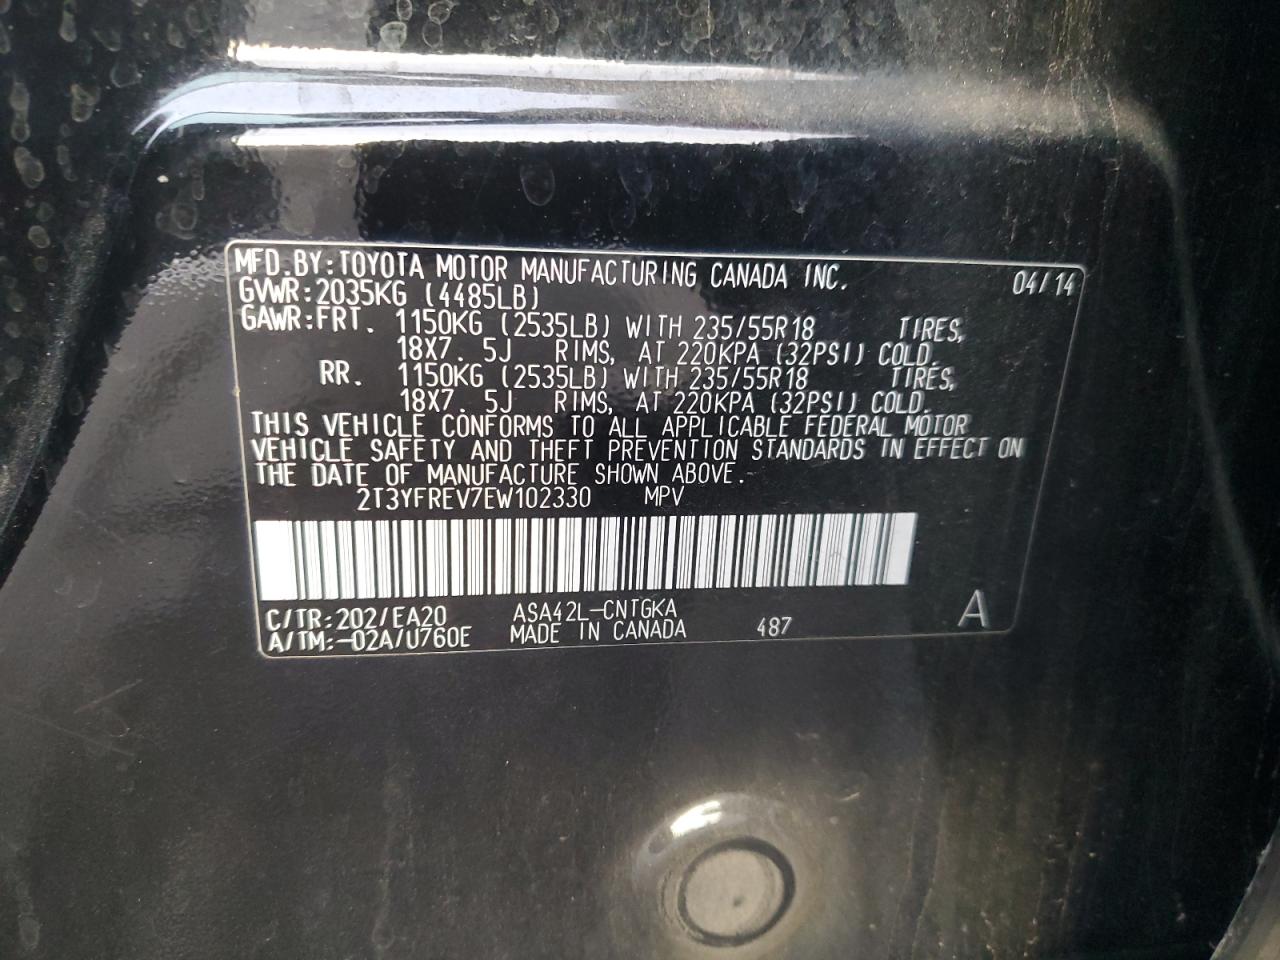 MFD.BY:TOYOTA MOTOR MANUFACTURING CANADA INC. 04/14
GVWR:2035KG (4485LB)
GAWR:FRT. 1150KG (2535LB) WITH 235/55R18 TIRES,
18X7.5J RIMS, AT 220KPA (32PSI) COLD.
RR. 1150KG (2535LB) WITH 235/55R18 TIRES,
18X7.5J RIMS, AT 220KPA (32PSI) COLD.
THIS VEHICLE CONFORMS TO ALL APPLICABLE FEDERAL MOTOR
VEHICLE SAFETY AND THEFT PREVENTION STANDARDS IN EFFECT ON
THE DATE OF MANUFACTURE SHOWN ABOVE.
2T3YFREV7EW102330 MPV
C/TR:202/EA20 ASA42L-CNTGKA A
A/TM:-02A/U760E MADE IN CANADA 487